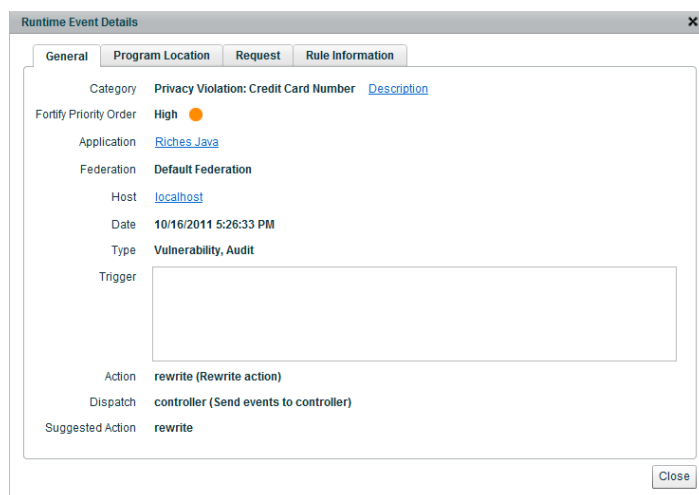 Runtime Event Details
General Program Location Request Rule Information
Category Privacy Violation: Credit Card Number Description
Fortify Priority Order High
Application Riches Java
Federation Default Federation
Host localhost
Date 10/16/2011 5:26:33 PM
Type Vulnerability, Audit
Trigger
Action rewrite (Rewrite action)
Dispatch controller (Send events to controller)
Suggested Action rewrite
Close